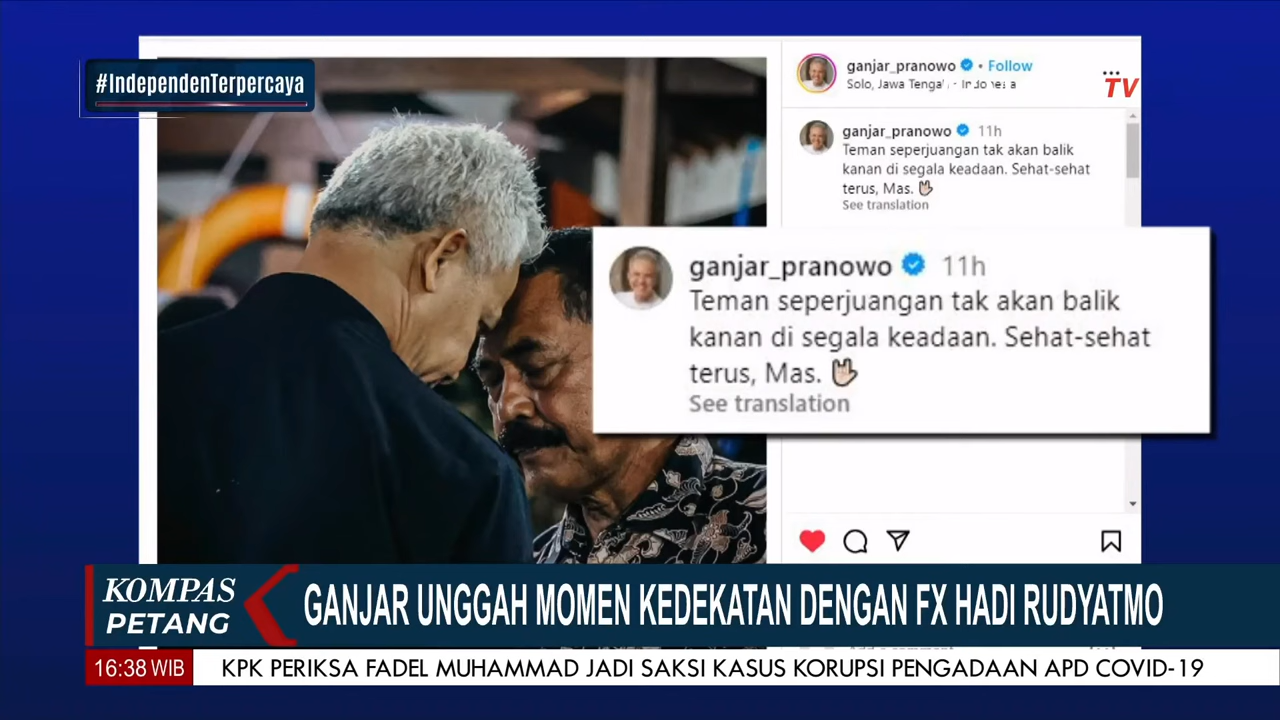 #IndependenTerpercaya
ganjar_pranowo • Follow
Solo, Jawa Tenga
TV
ganjar_pranowo 11h
Teman seperjuangan tak akan balik
kanan di segala keadaan. Sehat-sehat
terus, Mas. 🤟🏻
See translation
ganjar_pranowo 11h
Teman seperjuangan tak akan balik
kanan di segala keadaan. Sehat-sehat
terus, Mas. 🤟🏻
See translation
KOMPAS
PETANG
GANJAR UNGGAH MOMEN KEDEKATAN DENGAN FX HADI RUDYATMO
16:38 WIB
KPK PERIKSA FADEL MUHAMMAD JADI SAKSI KASUS KORUPSI PENGADAAN APD COVID-19